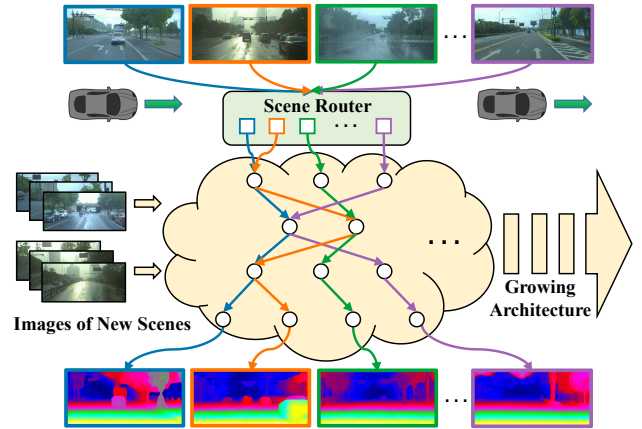 Scene Router
Images of New Scenes
Growing
Architecture